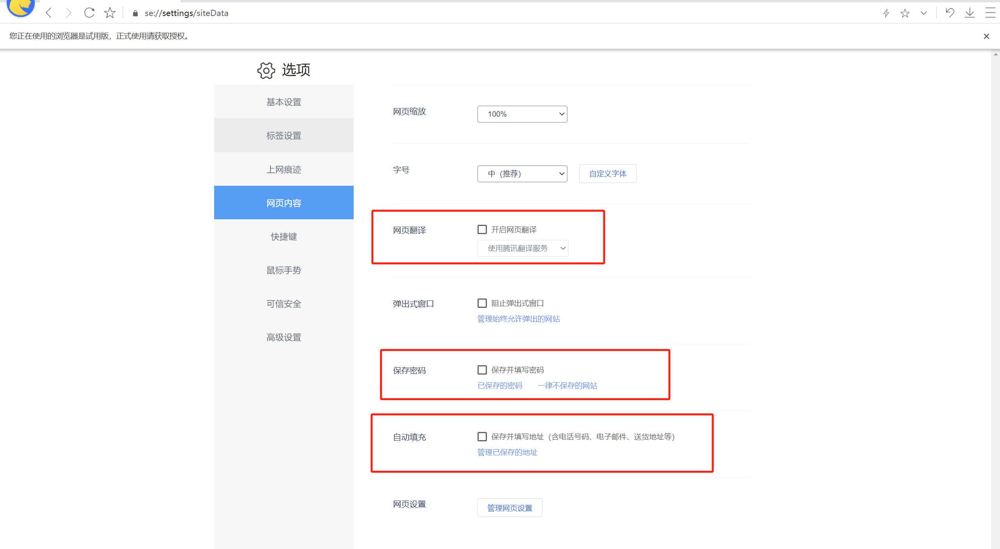 se://settings/siteData
您正在使用的浏览器是试用版，正式使用请获取授权。
选项
基本设置
标签设置
上网痕迹
网页内容
快捷键
鼠标手势
可信安全
高级设置
网页缩放
100%
字号
中（推荐）
自定义字体
网页翻译
开启网页翻译
使用腾讯翻译服务
弹出式窗口
阻止弹出式窗口
管理始终允许弹出的网站
保存密码
保存并填写密码
已保存的密码 一律不保存的网站
自动填充
保存并填写地址（含电话号码、电子邮件、送货地址等）
管理已保存的地址
网页设置
管理网页设置